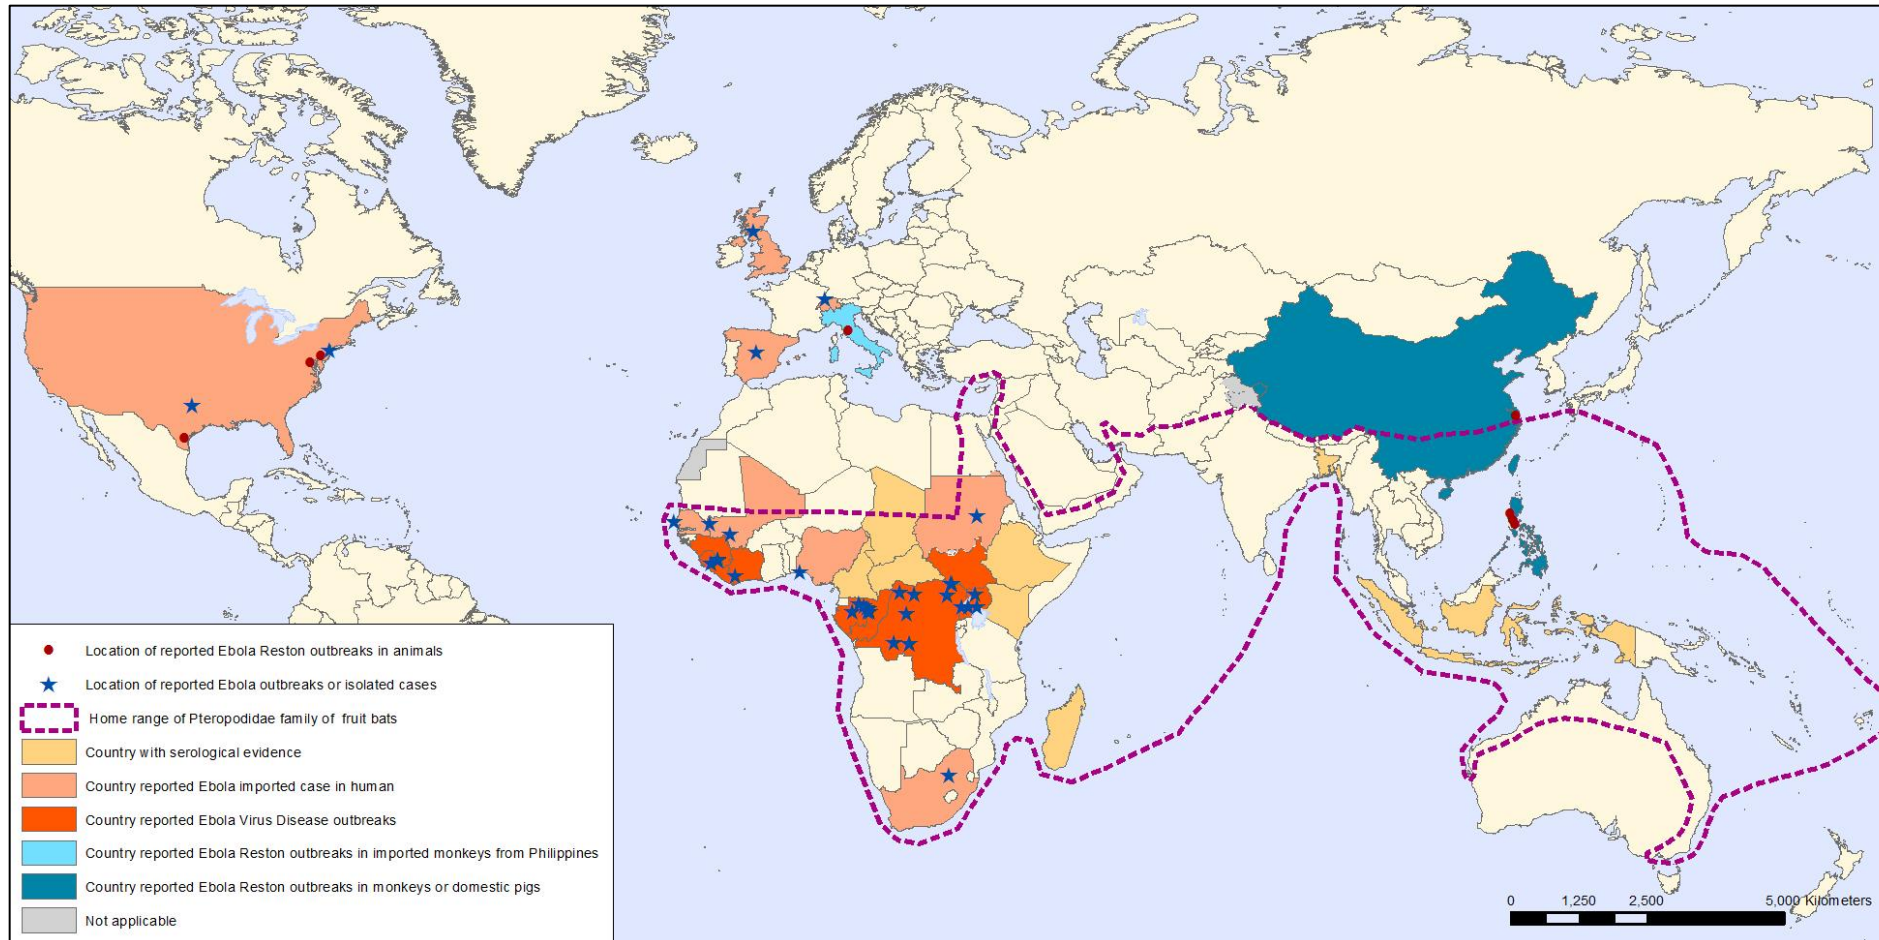 Location of reported Ebola Reston outbreaks in animals
Location of reported Ebola outbreaks or isolated cases
Home range of Pteropodidae family of fruit bats
Country with serological evidence
Country reported Ebola imported case in human
Country reported Ebola Virus Disease outbreaks
Country reported Ebola Reston outbreaks in imported monkeys from Philippines
Country reported Ebola Reston outbreaks in monkeys or domestic pigs
Not applicable
0 1,250 2,500 5,000 Kilometers